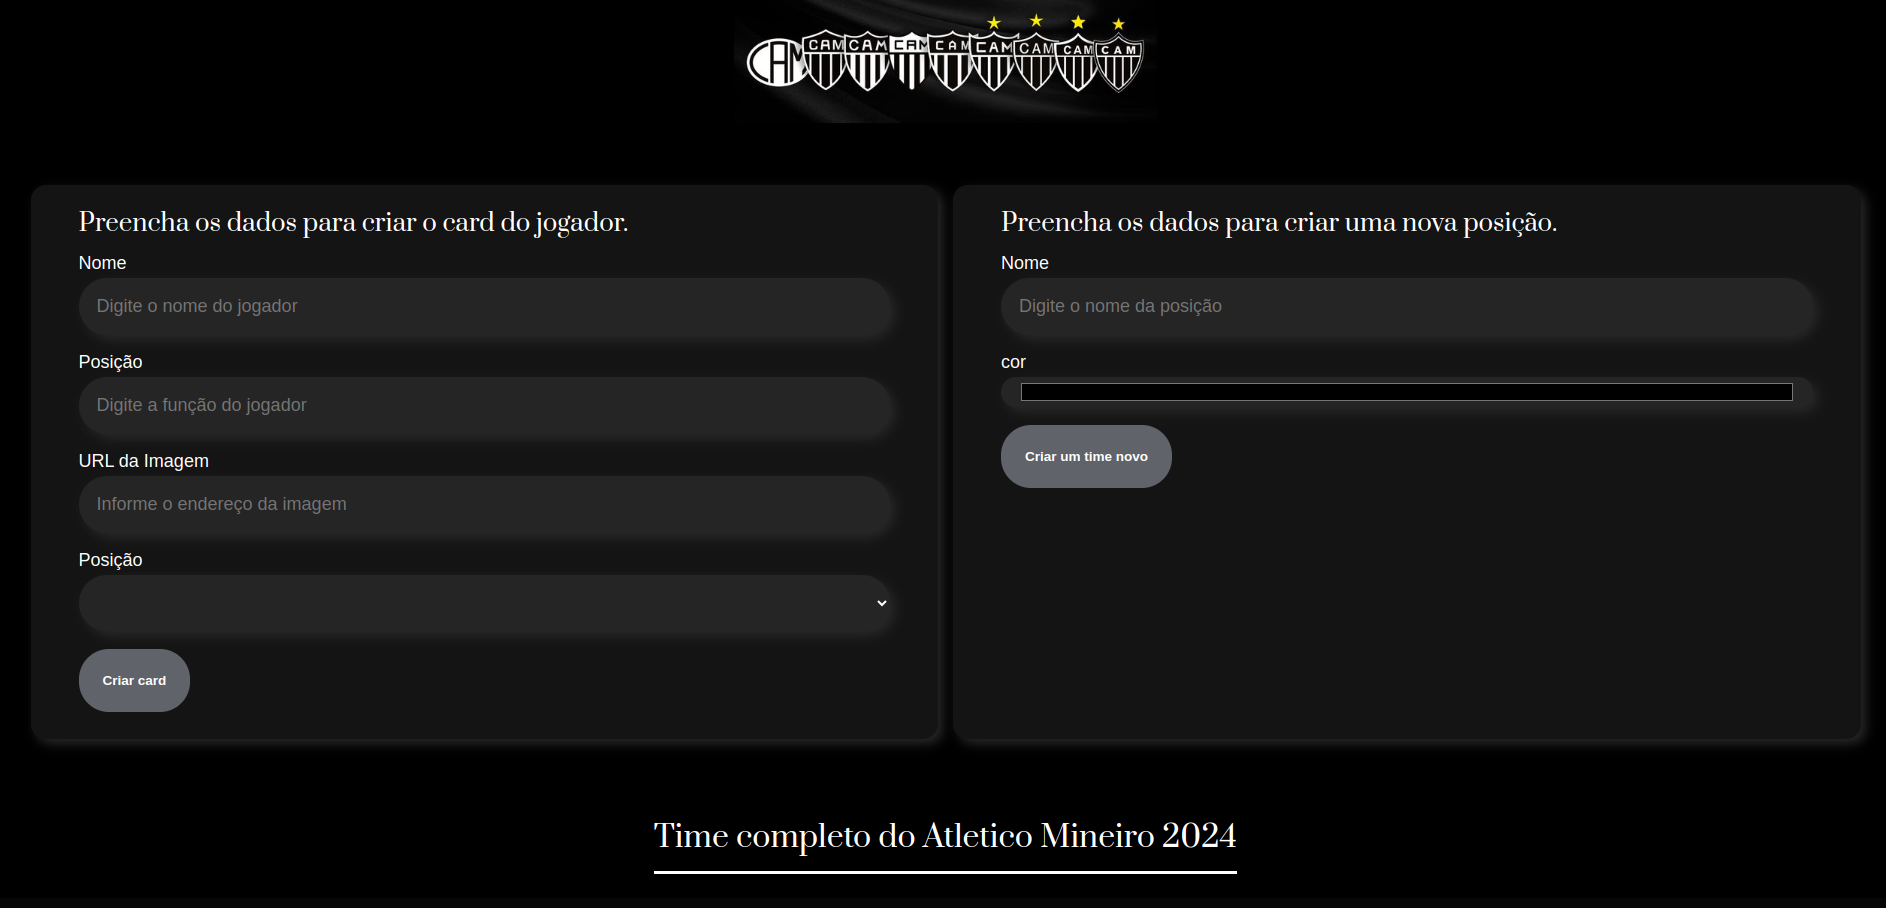 CAM CAM CAM CAM CAM CAM CAM CAM CAM
Preencha os dados para criar o card do jogador.
Nome
Digite o nome do jogador
Posição
Digite a função do jogador
URL da Imagem
Informe o endereço da imagem
Posição
Criar card
Preencha os dados para criar uma nova posição.
Nome
Digite o nome da posição
cor
Criar um time novo
Time completo do Atletico Mineiro 2024